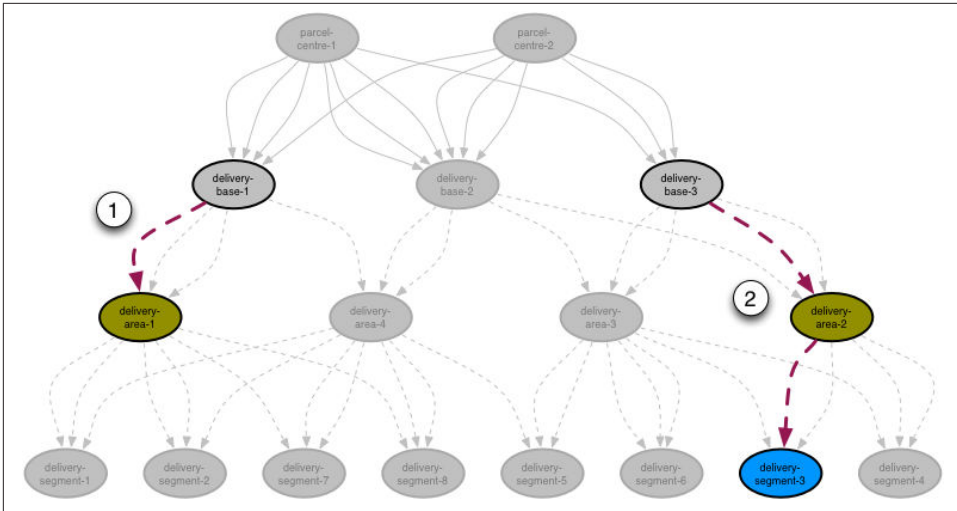 parcel-
centre-1
parcel-
centre-2
delivery-
base-1
delivery-
base-2
delivery-
base-3
1
2
delivery-
area-1
delivery-
area-4
delivery-
area-3
delivery-
area-2
delivery-
segment-1
delivery-
segment-2
delivery-
segment-7
delivery-
segment-8
delivery-
segment-5
delivery-
segment-6
delivery-
segment-3
delivery-
segment-4